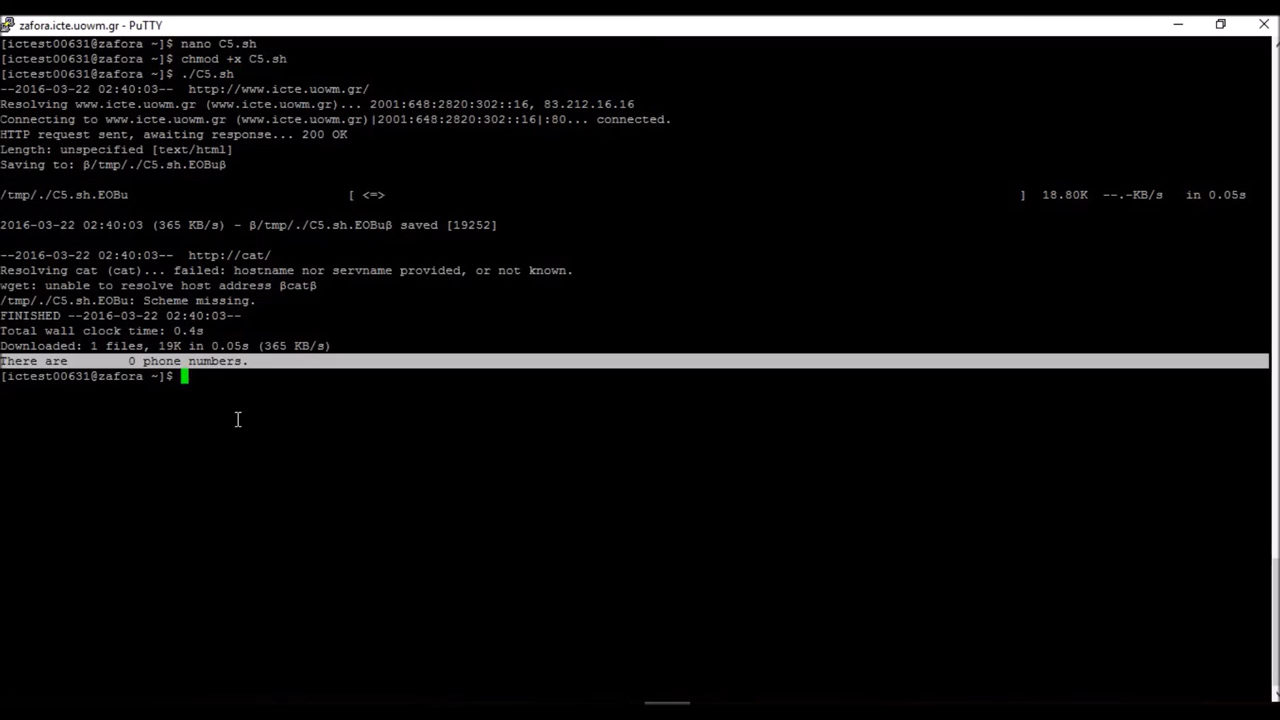 zafora.icte.uowm.gr - PuTTY
[ictest00631@zafora ~]$ nano C5.sh
[ictest00631@zafora ~]$ chmod +x C5.sh
[ictest00631@zafora ~]$ ./C5.sh
--2016-03-22 02:40:03--  http://www.icte.uowm.gr/
Resolving www.icte.uowm.gr (www.icte.uowm.gr)... 2001:648:2820:302::16, 83.212.16.16
Connecting to www.icte.uowm.gr (www.icte.uowm.gr)|2001:648:2820:302::16|:80... connected.
HTTP request sent, awaiting response... 200 OK
Length: unspecified [text/html]
Saving to: β/tmp/./C5.sh.EOBuβ
/tmp/./C5.sh.EOBu [ <=> ] 18.80K --.-KB/s in 0.05s
2016-03-22 02:40:03 (365 KB/s) - β/tmp/./C5.sh.EOBuβ saved [19252]
--2016-03-22 02:40:03--  http://cat/
Resolving cat (cat)... failed: hostname nor servname provided, or not known.
wget: unable to resolve host address βcatβ
/tmp/./C5.sh.EOBu: Scheme missing.
FINISHED --2016-03-22 02:40:03--
Total wall clock time: 0.4s
Downloaded: 1 files, 19K in 0.05s (365 KB/s)
There are        0 phone numbers.
[ictest00631@zafora ~]$